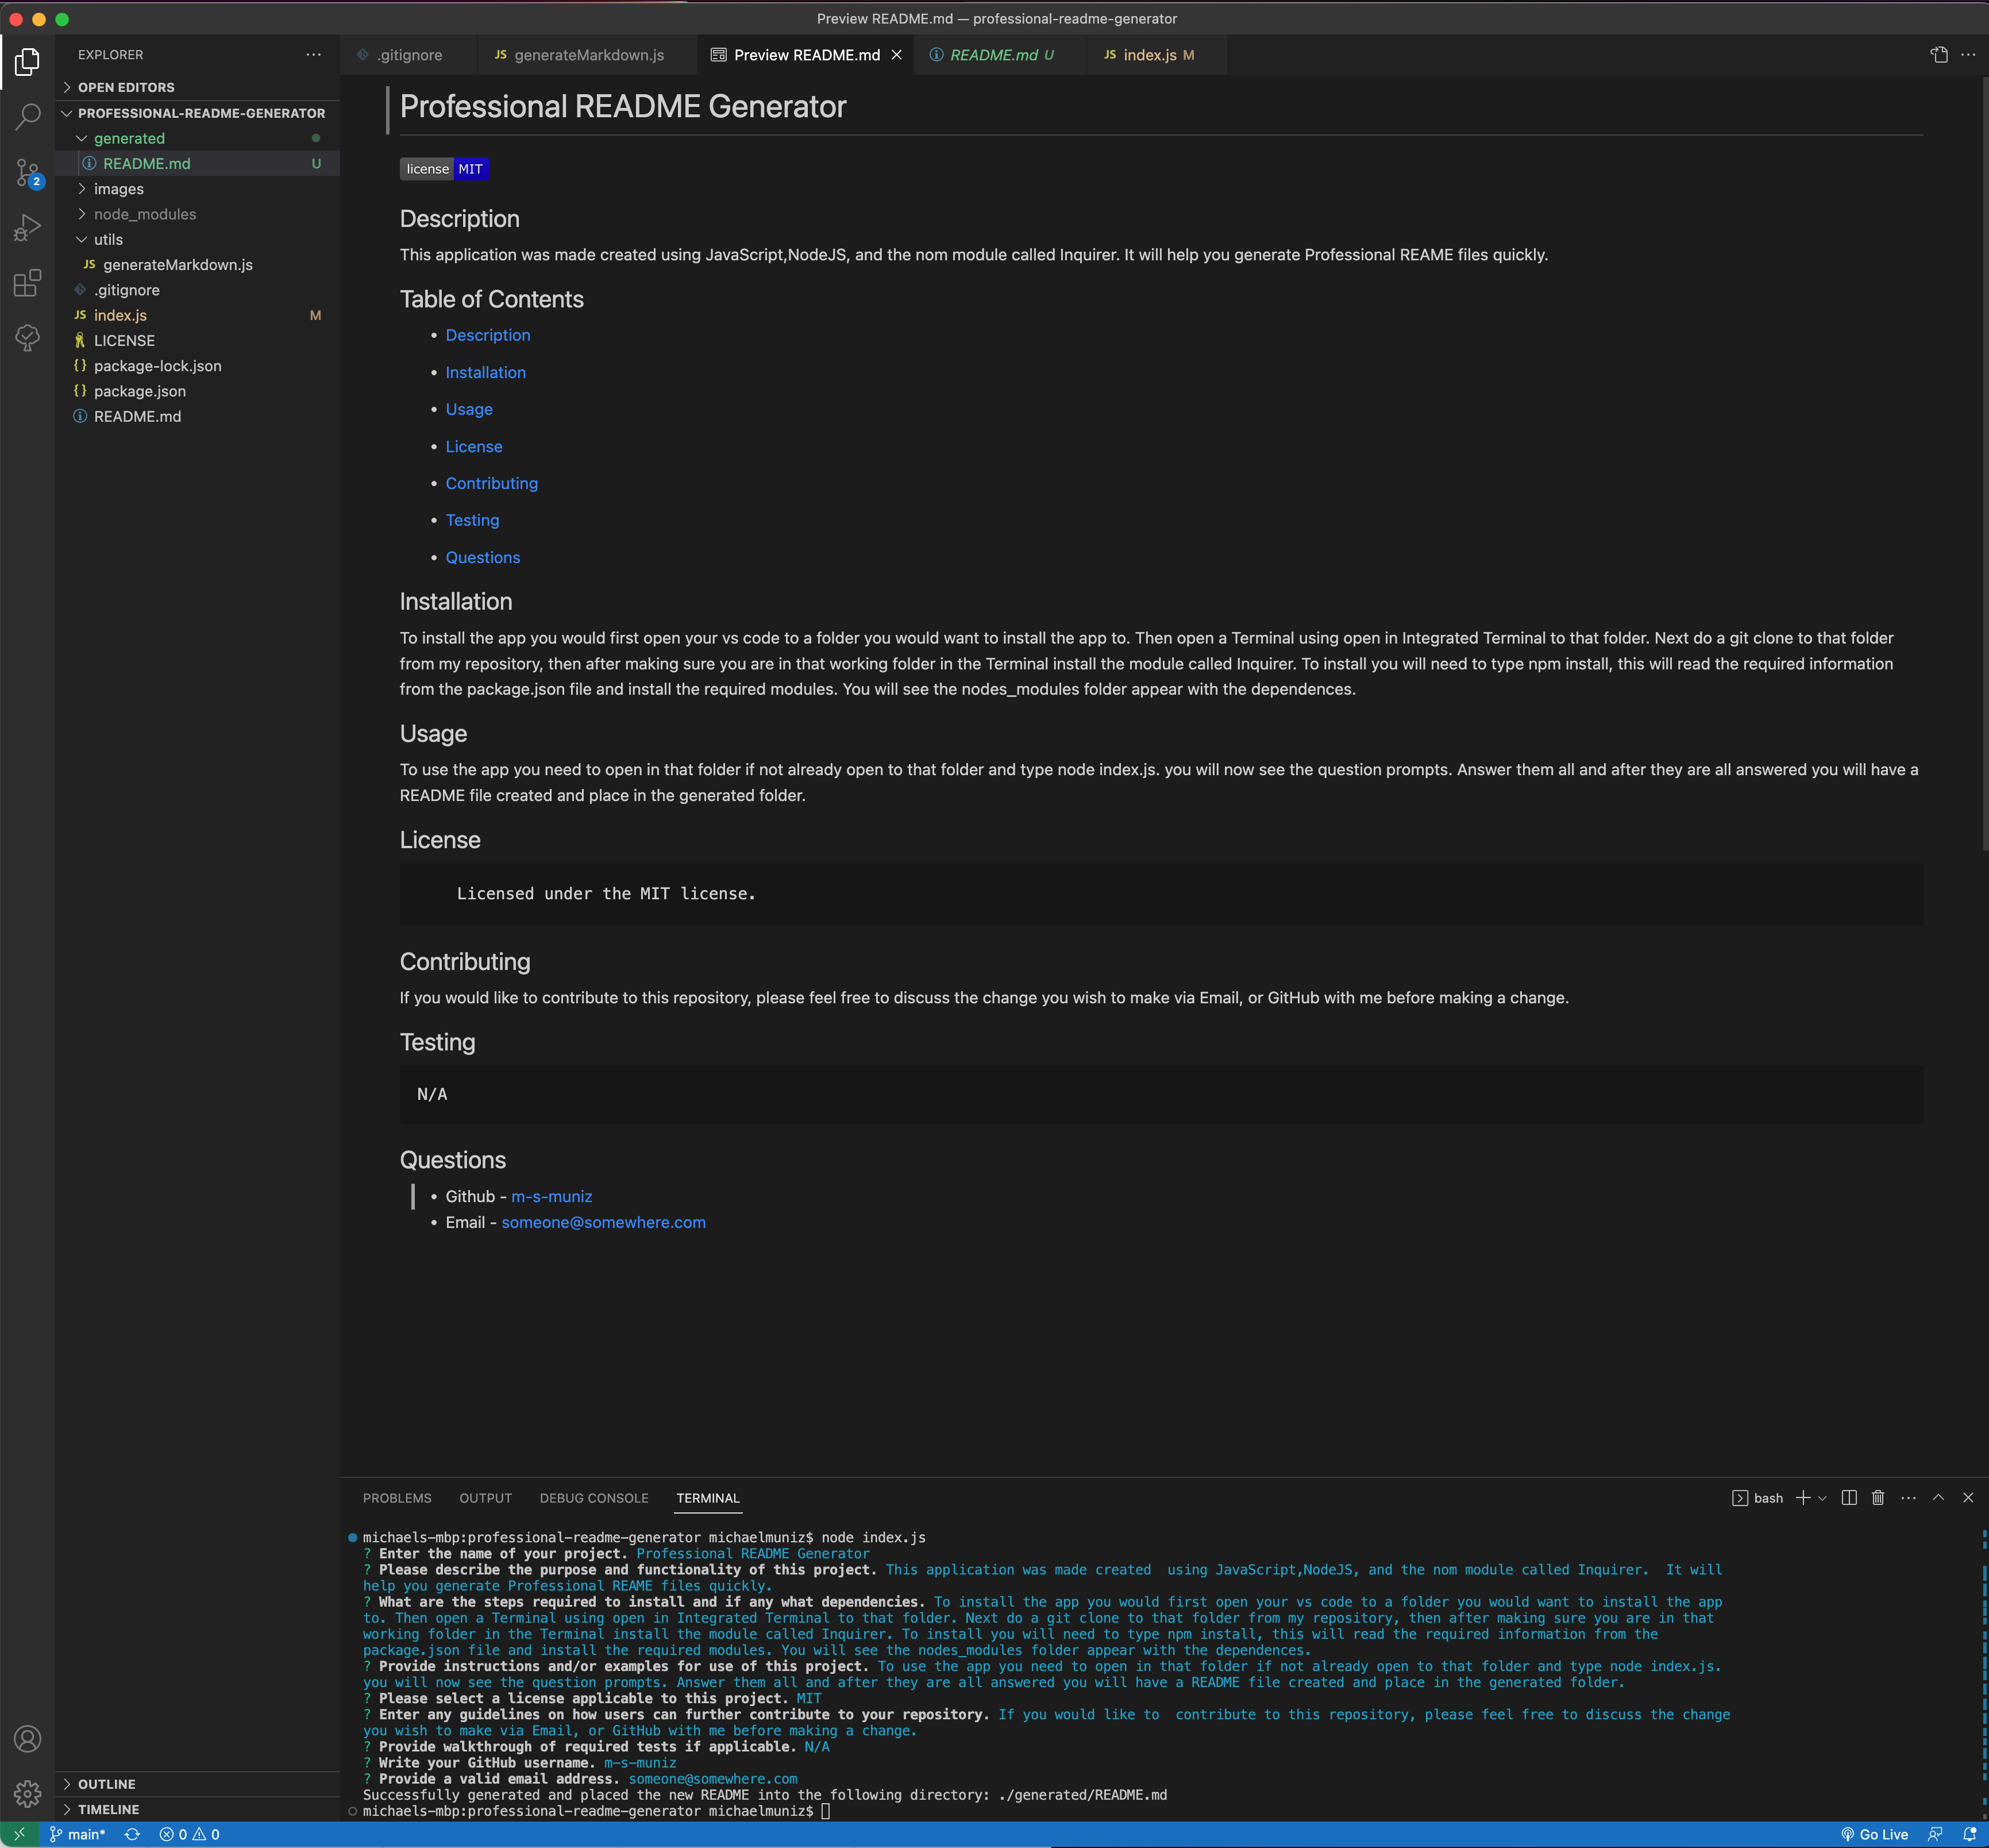 Preview README.md — professional-readme-generator
EXPLORER
OPEN EDITORS
PROFESSIONAL-README-GENERATOR
generated
README.md U
images
node_modules
utils
JS generateMarkdown.js
.gitignore
JS index.js M
LICENSE
{} package-lock.json
{} package.json
README.md
OUTLINE
TIMELINE
2
.gitignore
JS generateMarkdown.js
Preview README.md
README.md U
JS index.js M
Professional README Generator
license MIT
Description
This application was made created using JavaScript,NodeJS, and the nom module called Inquirer. It will help you generate Professional REAME files quickly.
Table of Contents
• Description
• Installation
• Usage
• License
• Contributing
• Testing
• Questions
Installation
To install the app you would first open your vs code to a folder you would want to install the app to. Then open a Terminal using open in Integrated Terminal to that folder. Next do a git clone to that folder
from my repository, then after making sure you are in that working folder in the Terminal install the module called Inquirer. To install you will need to type npm install, this will read the required information
from the package.json file and install the required modules. You will see the nodes_modules folder appear with the dependences.
Usage
To use the app you need to open in that folder if not already open to that folder and type node index.js. you will now see the question prompts. Answer them all and after they are all answered you will have a
README file created and place in the generated folder.
License
Licensed under the MIT license.
Contributing
If you would like to contribute to this repository, please feel free to discuss the change you wish to make via Email, or GitHub with me before making a change.
Testing
N/A
Questions
• Github - m-s-muniz
• Email - someone@somewhere.com
PROBLEMS OUTPUT DEBUG CONSOLE TERMINAL
bash
michaels-mbp:professional-readme-generator michaelmuniz$ node index.js
? Enter the name of your project. Professional README Generator
? Please describe the purpose and functionality of this project. This application was made created  using JavaScript,NodeJS, and the nom module called Inquirer.  It will
help you generate Professional REAME files quickly.
? What are the steps required to install and if any what dependencies. To install the app you would first open your vs code to a folder you would want to install the app
to. Then open a Terminal using open in Integrated Terminal to that folder. Next do a git clone to that folder from my repository, then after making sure you are in that
working folder in the Terminal install the module called Inquirer. To install you will need to type npm install, this will read the required information from the
package.json file and install the required modules. You will see the nodes_modules folder appear with the dependences.
? Provide instructions and/or examples for use of this project. To use the app you need to open in that folder if not already open to that folder and type node index.js.
you will now see the question prompts. Answer them all and after they are all answered you will have a README file created and place in the generated folder.
? Please select a license applicable to this project. MIT
? Enter any guidelines on how users can further contribute to your repository. If you would like to  contribute to this repository, please feel free to discuss the change
you wish to make via Email, or GitHub with me before making a change.
? Provide walkthrough of required tests if applicable. N/A
? Write your GitHub username. m-s-muniz
? Provide a valid email address. someone@somewhere.com
Successfully generated and placed the new README into the following directory: ./generated/README.md
michaels-mbp:professional-readme-generator michaelmuniz$
main* 0 0
Go Live